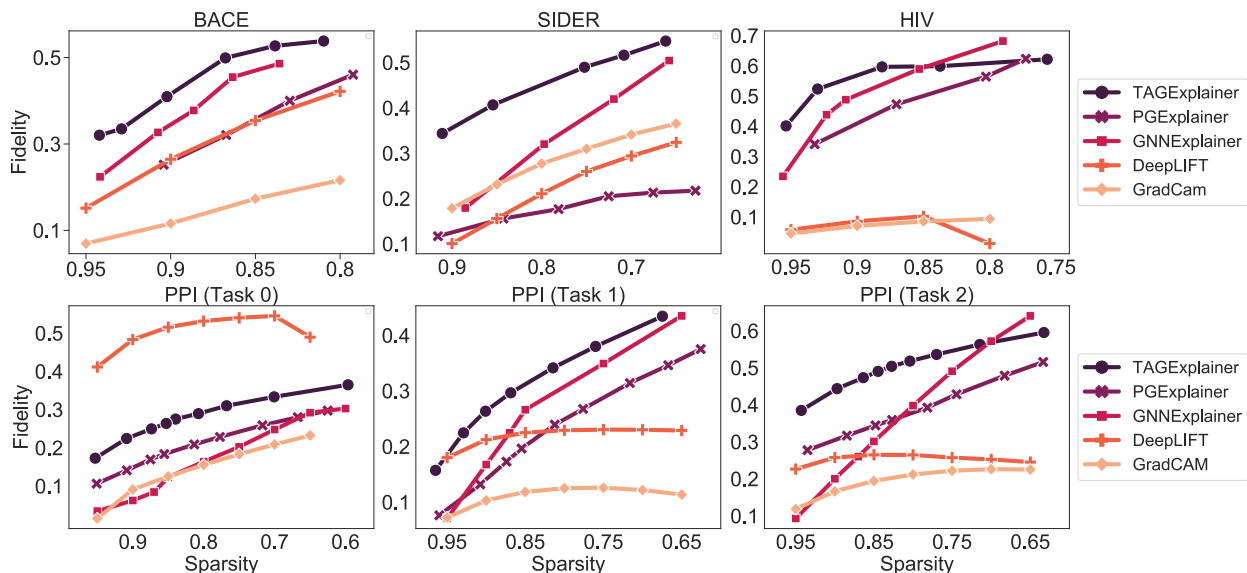 BACE
SIDER
HIV
Fidelity
0.5
0.3
0.1
0.95
0.9
0.85
0.8
0.5
0.4
0.3
0.2
0.1
0.9
0.8
0.7
0.7
0.6
0.5
0.4
0.3
0.2
0.1
0.95
0.9
0.85
0.8
0.75
TAGExplainer
PGExplainer
GNNExplainer
DeepLIFT
GradCam
PPI (Task 0)
PPI (Task 1)
PPI (Task 2)
Fidelity
0.5
0.4
0.3
0.2
0.1
0.9
0.8
0.7
0.6
Sparsity
0.4
0.3
0.2
0.1
0.95
0.85
0.75
0.65
Sparsity
0.6
0.5
0.4
0.3
0.2
0.1
0.95
0.85
0.75
0.65
Sparsity
TAGExplainer
PGExplainer
GNNExplainer
DeepLIFT
GradCAM